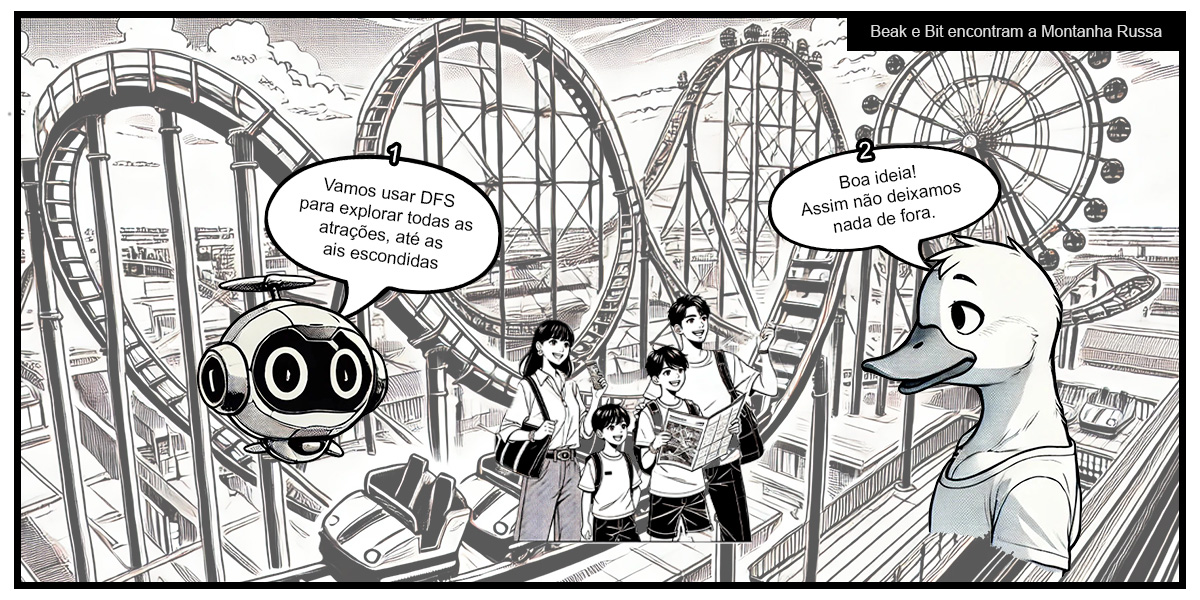 Beak e Bit encontram a Montanha Russa
1
Vamos usar DFS
para explorar todas as
atrações, até as
ais escondidas
2
Boa ideia!
Assim não deixamos
nada de fora.